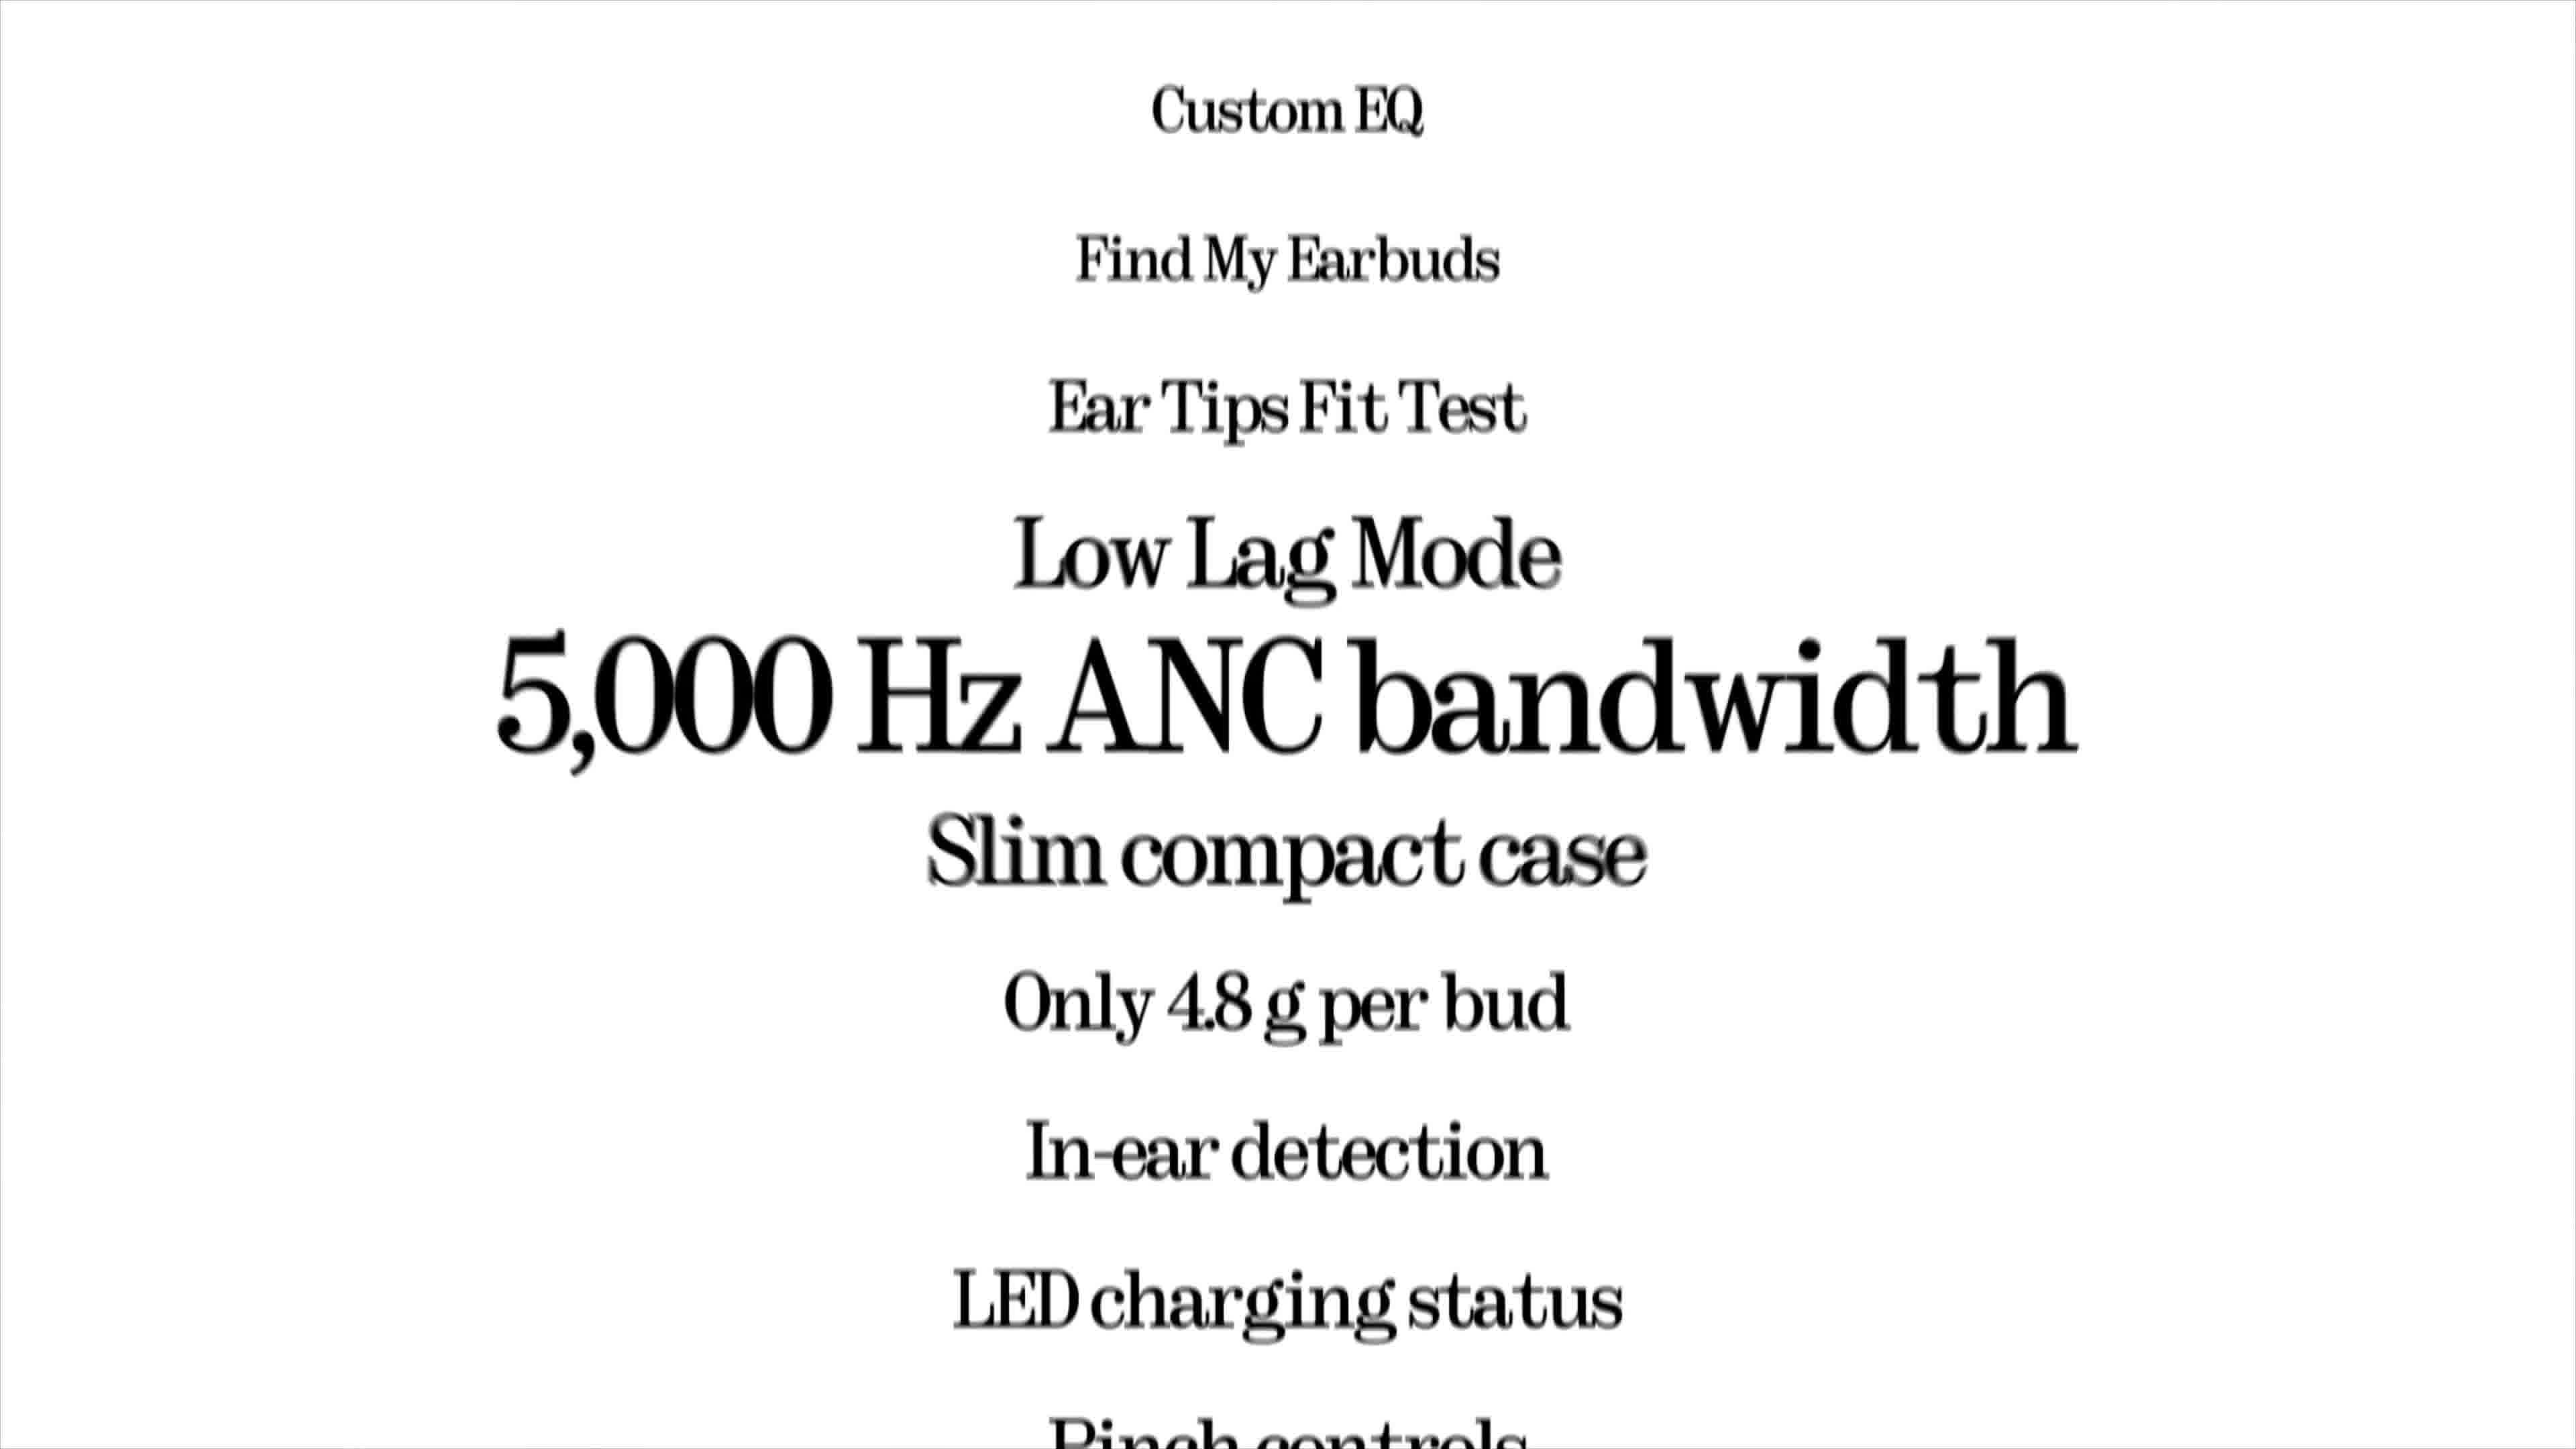 Custom EQ
Find My Earbuds
Ear Tips Fit Test
Low Lag Mode
5,000 Hz ANC bandwidth
Slim compact case
Only 4.8 g per bud
In-ear detection
LED charging status
Pinch controls